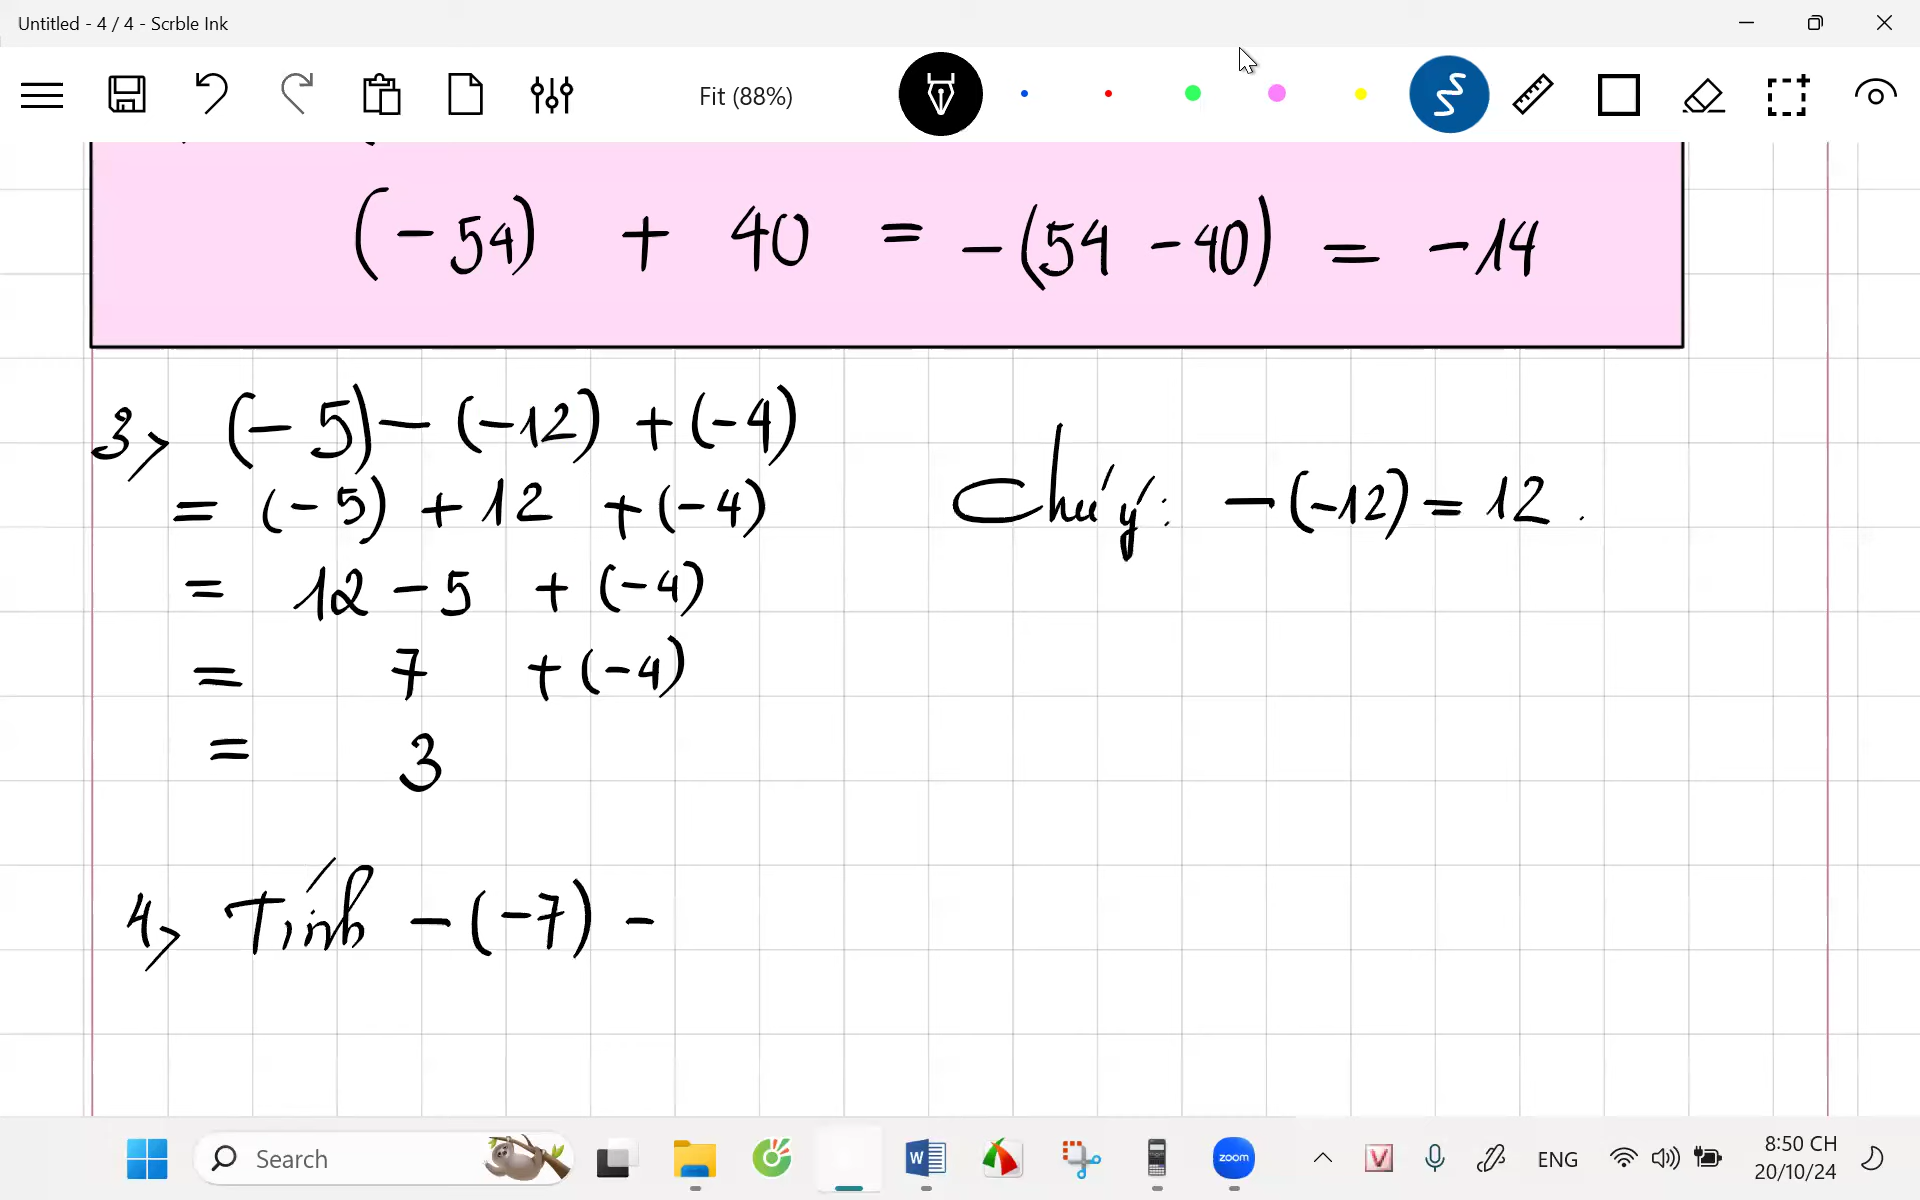 Untitled - 4 / 4 - Scrble Ink
Fit (88%)
(-54) + 40 = -(54 - 40) = -14
3> (-5) - (-12) + (-4)
= (-5) + 12 + (-4)
Chú ý: -(-12) = 12.
= 12 - 5 + (-4)
= 7 + (-4)
= 3
4> Tính -(-7) -
Search
zoom
ENG
8:50 CH
20/10/24